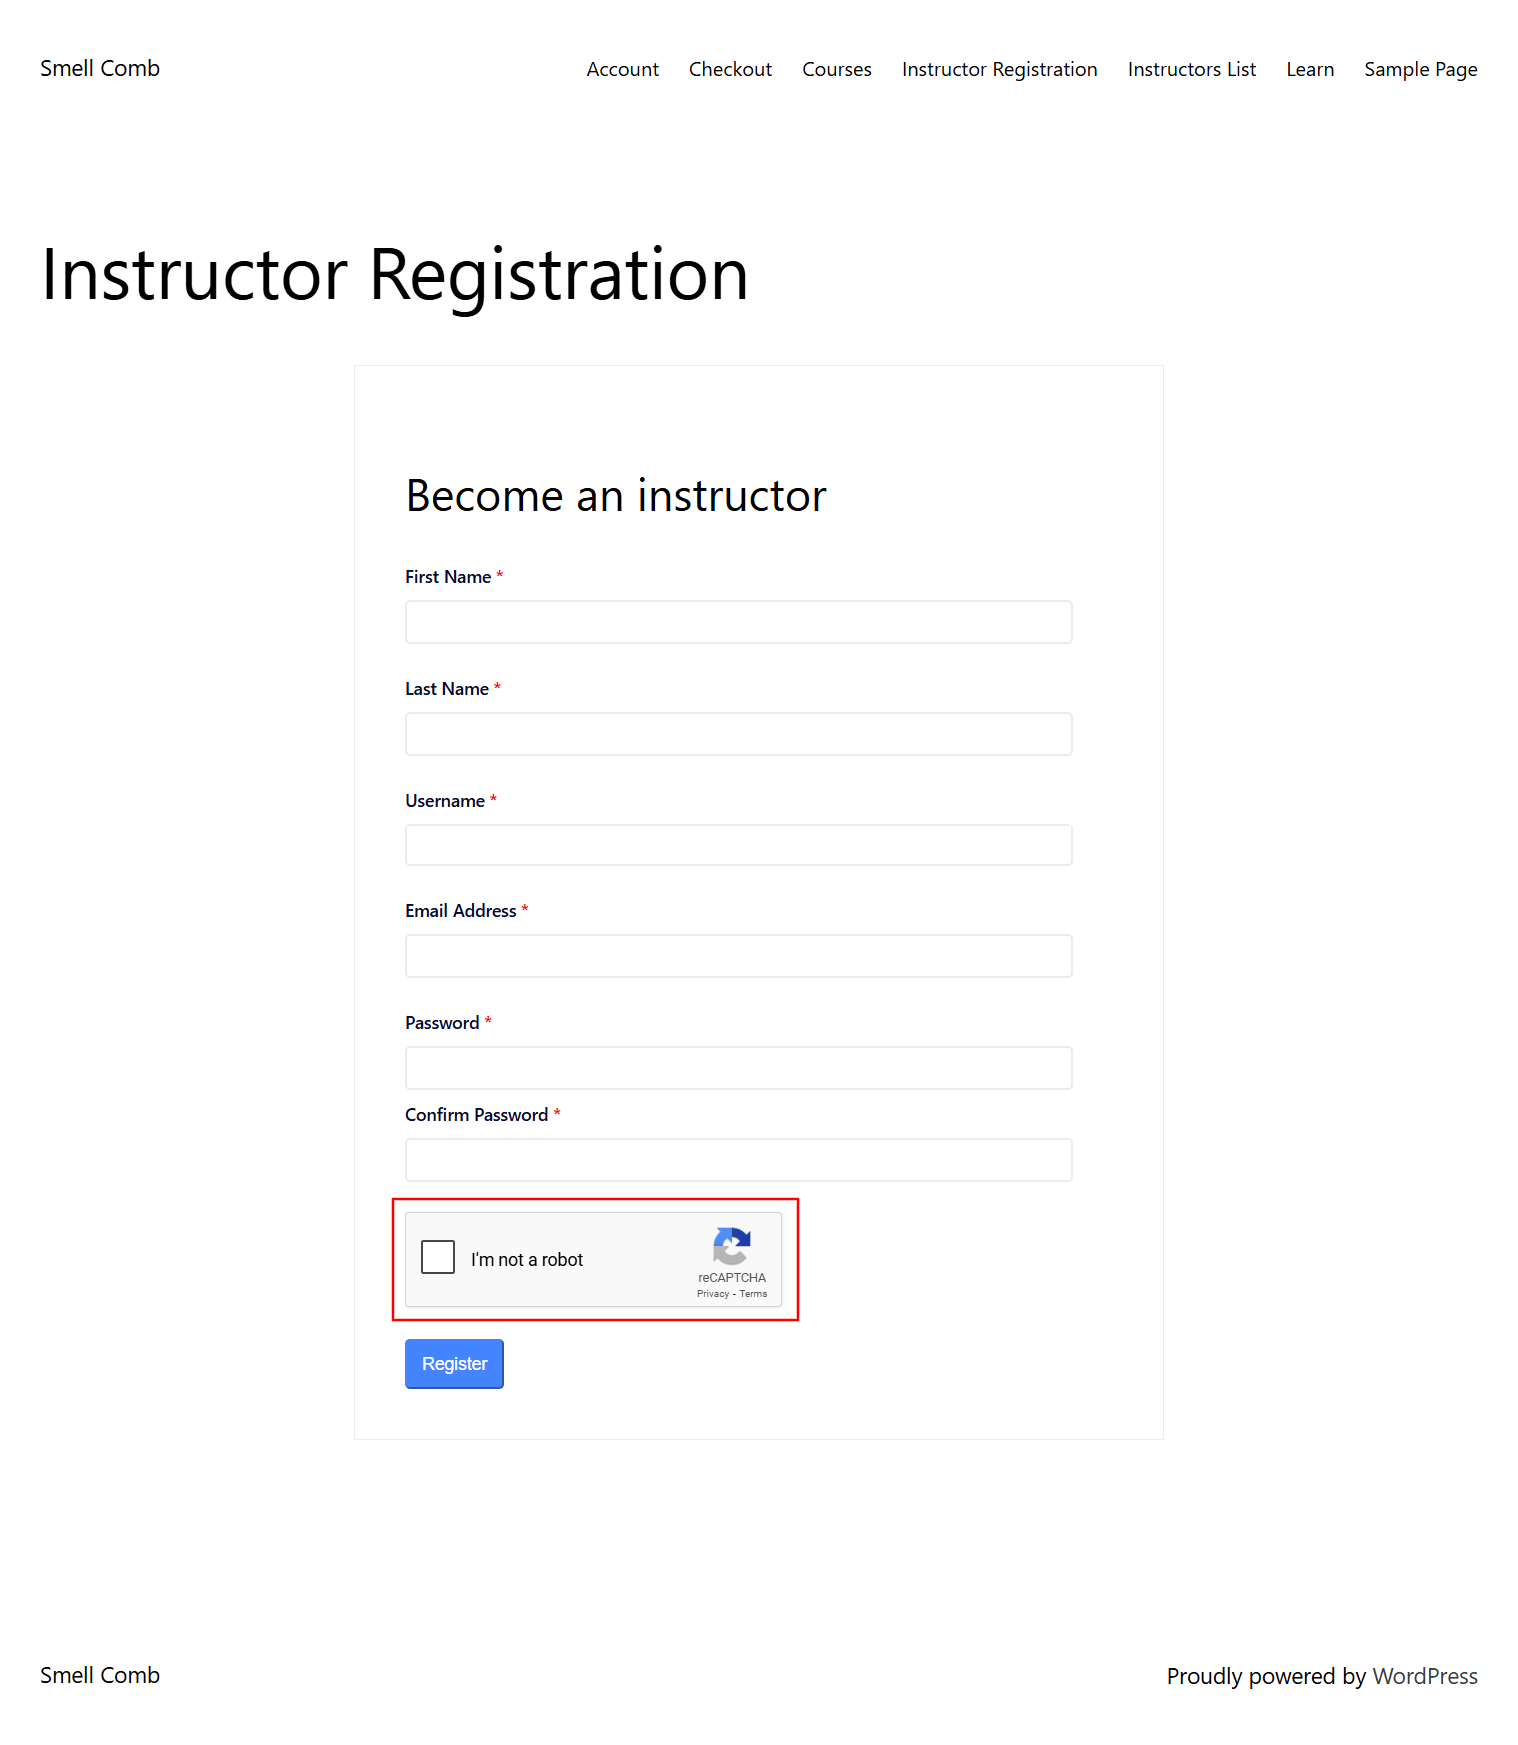 Smell Comb
Account Checkout Courses Instructor Registration Instructors List Learn Sample Page
Instructor Registration
Become an instructor
First Name *
Last Name *
Username *
Email Address *
Password *
Confirm Password *
I'm not a robot
reCAPTCHA
Privacy - Terms
Register
Smell Comb
Proudly powered by WordPress